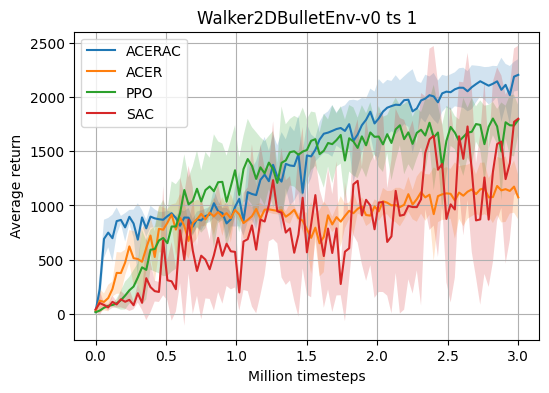 Walker2DBulletEnv-v0 ts 1
ACERAC
ACER
PPO
SAC
Average return
2500
2000
1500
1000
500
0
0.0 0.5 1.0 1.5 2.0 2.5 3.0
Million timesteps